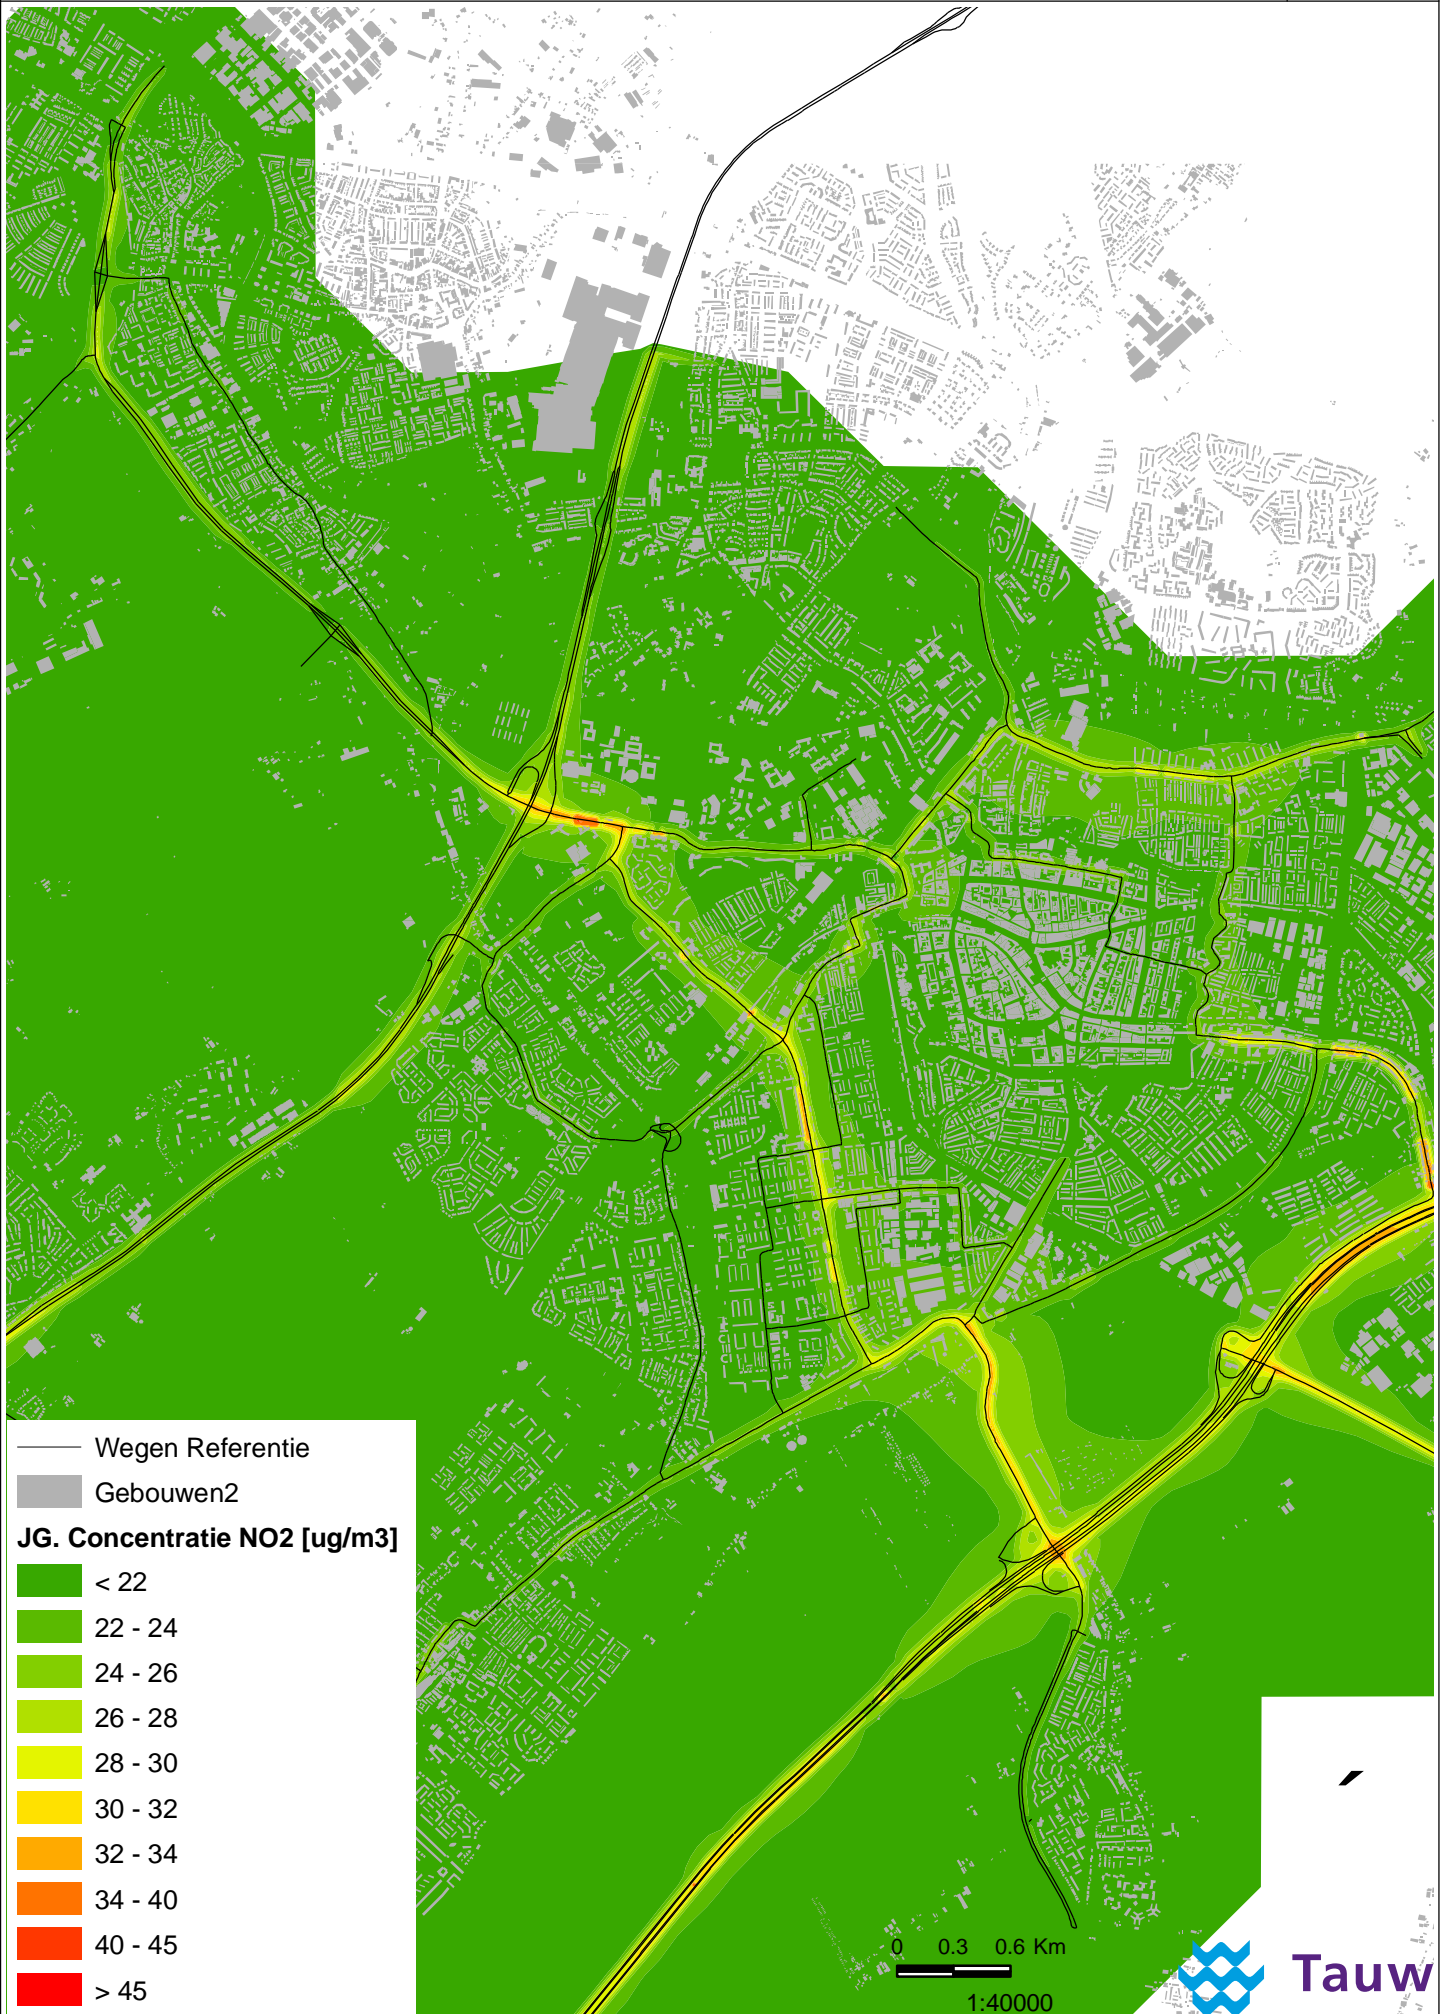 Wegen Referentie
Gebouwen2
JG. Concentratie NO2 [ug/m3]
< 22
22 - 24
24 - 26
26 - 28
28 - 30
30 - 32
32 - 34
34 - 40
40 - 45
> 45
0 0.3 0.6 Km
1:40000
Tauw